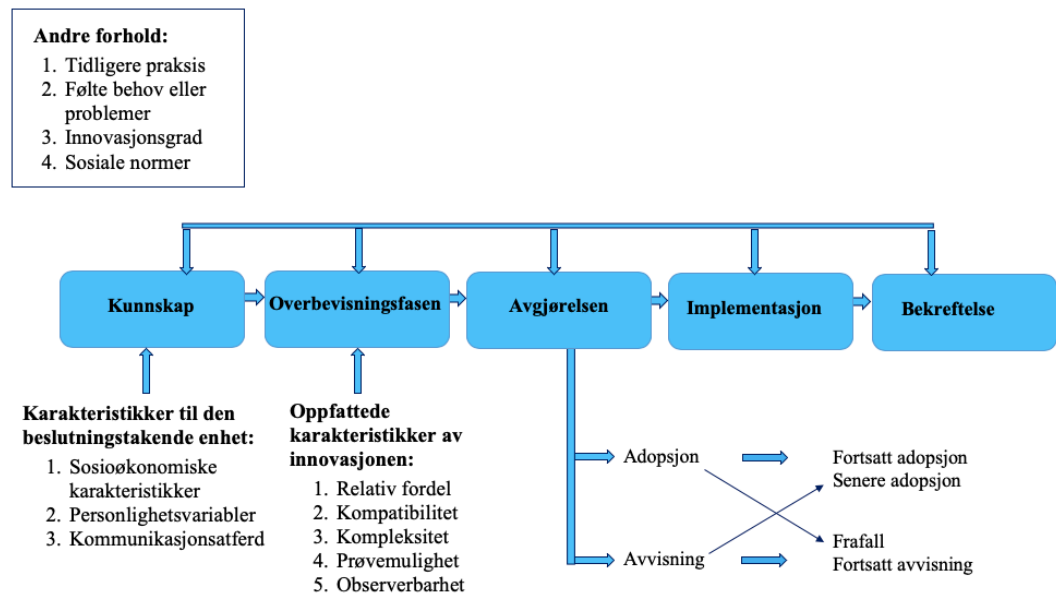 Andre forhold:
1. Tidligere praksis
2. Følte behov eller
problemer
3. Innovasjonsgrad
4. Sosiale normer
Kunnskap
Overbevisningsfasen
Avgjørelsen
Implementasjon
Bekreftelse
Karakteristikker til den
beslutningstakende enhet:
1. Sosioøkonomiske
karakteristikker
2. Personlighetsvariabler
3. Kommunikasjonsatferd
Oppfattede
karakteristikker av
innovasjonen:
1. Relativ fordel
2. Kompatibilitet
3. Kompleksitet
4. Prøvemulighet
5. Observerbarhet
Adopsjon
Fortsatt adopsjon
Senere adopsjon
Avvisning
Frafall
Fortsatt avvisning